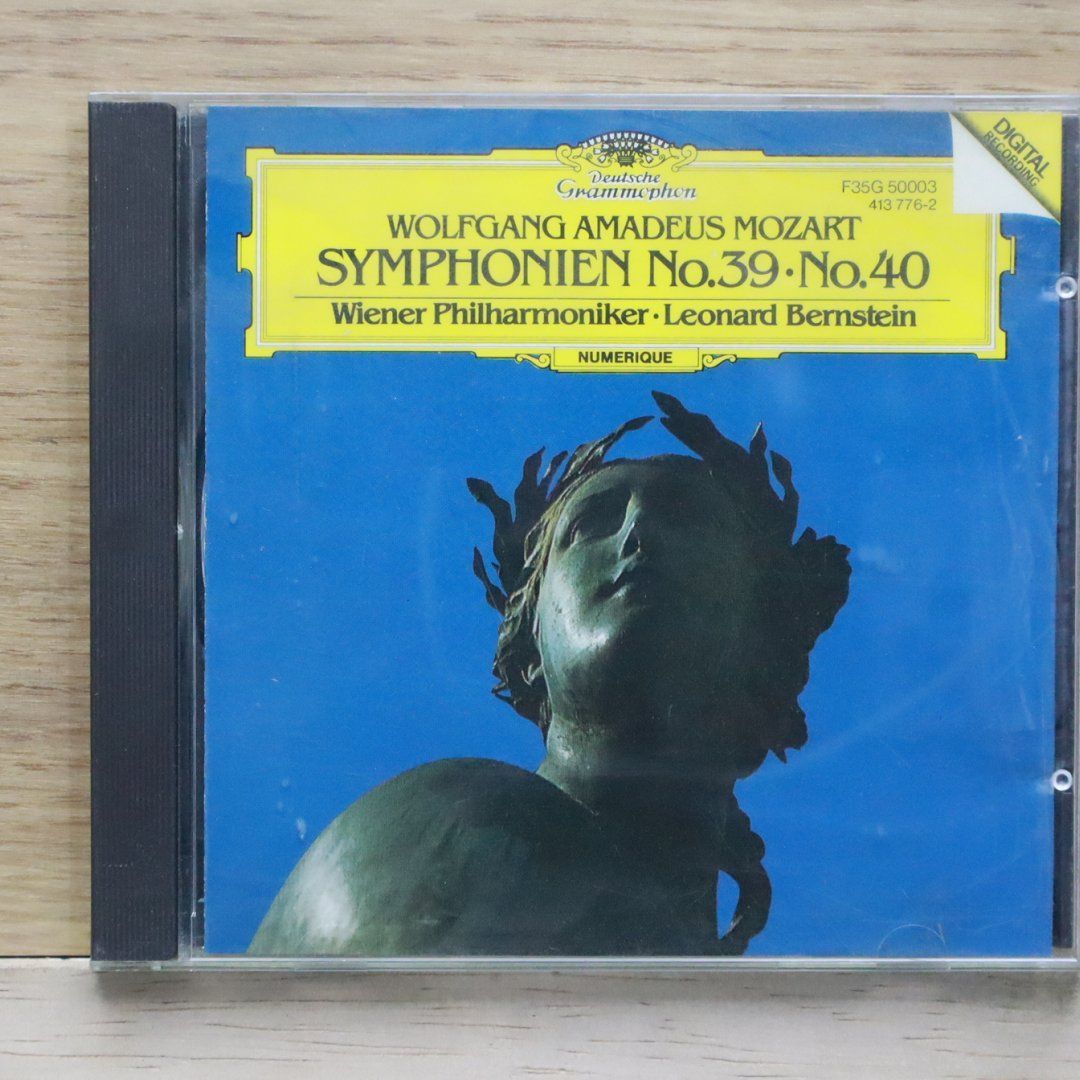 DIGITAL
RECORDING
Deutsche
Grammophon
F35G 50003
413 776-2
WOLFGANG AMADEUS MOZART
SYMPHONIEN No.39·No.40
Wiener Philharmoniker·Leonard Bernstein
NUMERIQUE